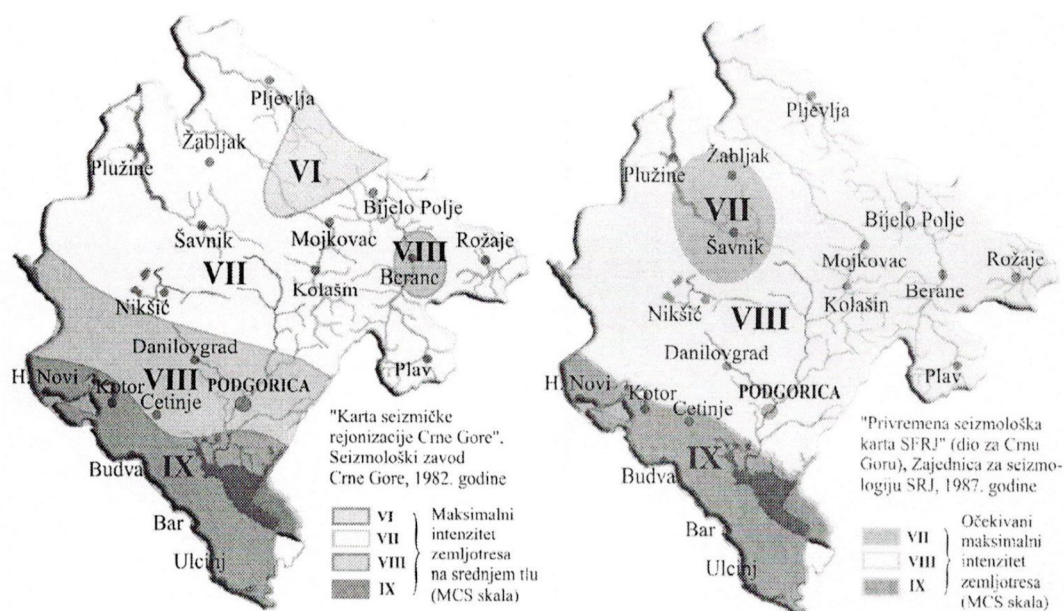 Pljevlja
Žabljak
Plužine
VI
Bijelo Polje
Šavnik
Mojkovac
VIII
Rožaje
VII
Berane
Kolašin
Nikšić
Danilovgrad
H. Novi
VIII
Plav
Kotor
PODGORICA
Cetinje
IX
Budva
Bar
Ulcinj
"Karta seizmičke
rejonizacije Crne Gore".
Seizmološki zavod
Crne Gore, 1982. godine
VI
VII
VIII
IX
Maksimalni
intenzitet
zemljotresa
na srednjem tlu
(MCS skala)
Pljevlja
Žabljak
Plužine
VII
Bijelo Polje
Šavnik
Mojkovac
Rožaje
Berane
Kolašin
Nikšić
VIII
Danilovgrad
H. Novi
Plav
Kotor
PODGORICA
Cetinje
IX
Budva
Bar
Ulcinj
"Privremena seizmološka
karta SFRJ" (dio za Crnu
Goru), Zajednica za seizmo-
logiju SRJ, 1987. godine
VII
VIII
IX
Očekivani
maksimalni
intenzitet
zemljotresa
(MCS skala)